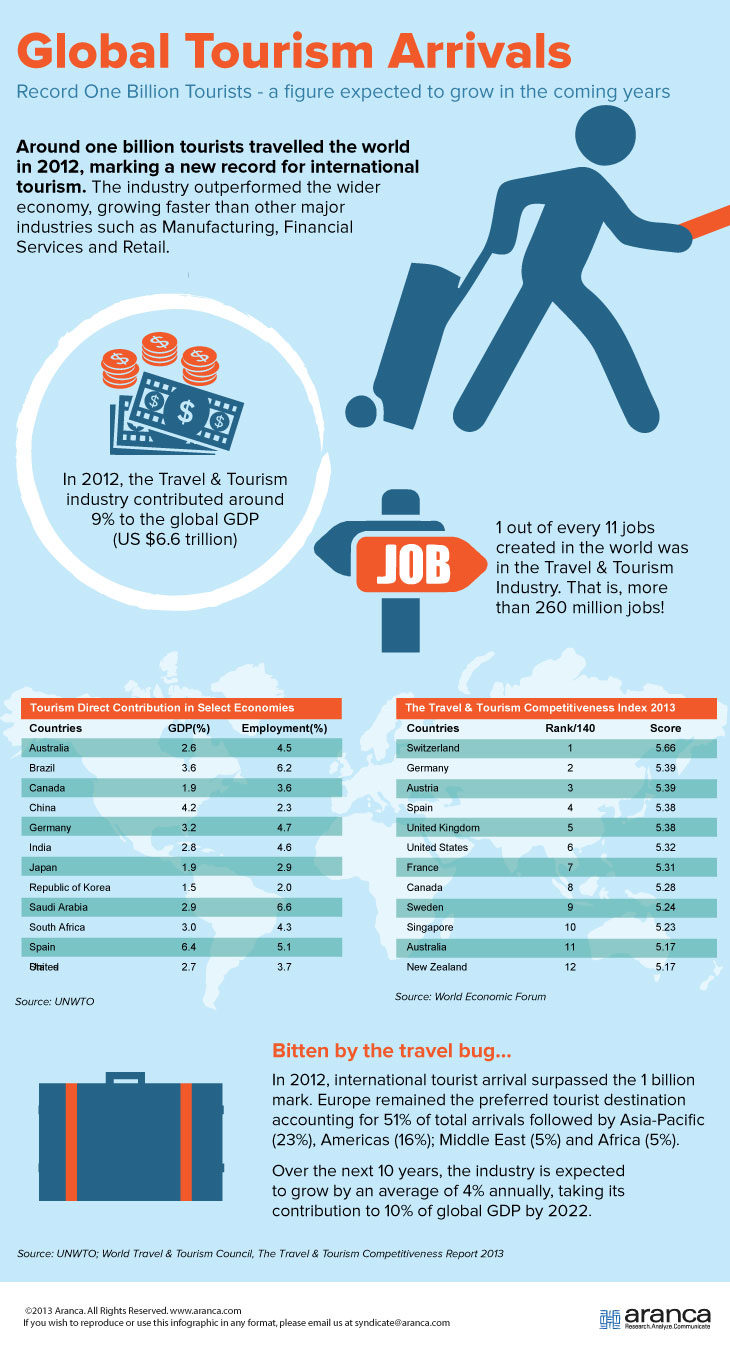 Global Tourism Arrivals
Record One Billion Tourists - a figure expected to grow in the coming years
Around one billion tourists travelled the world
in 2012, marking a new record for international
tourism. The industry outperformed the wider
economy, growing faster than other major
industries such as Manufacturing, Financial
Services and Retail.
In 2012, the Travel & Tourism
industry contributed around
9% to the global GDP
(US $6.6 trillion)
JOB
1 out of every 11 jobs
created in the world was
in the Travel & Tourism
Industry. That is, more
than 260 million jobs!
Tourism Direct Contribution in Select Economies
Countries GDP(%) Employment(%)
Australia 2.6 4.5
Brazil 3.6 6.2
Canada 1.9 3.6
China 4.2 2.3
Germany 3.2 4.7
India 2.8 4.6
Japan 1.9 2.9
Republic of Korea 1.5 2.0
Saudi Arabia 2.9 6.6
South Africa 3.0 4.3
Spain 6.4 5.1
2.7 3.7
Source: UNWTO
The Travel & Tourism Competitiveness Index 2013
Countries Rank/140 Score
Switzerland 1 5.66
Germany 2 5.39
Austria 3 5.39
Spain 4 5.38
United Kingdom 5 5.38
United States 6 5.32
France 7 5.31
Canada 8 5.28
Sweden 9 5.24
Singapore 10 5.23
Australia 11 5.17
New Zealand 12 5.17
Source: World Economic Forum
Bitten by the travel bug...
In 2012, international tourist arrival surpassed the 1 billion
mark. Europe remained the preferred tourist destination
accounting for 51% of total arrivals followed by Asia-Pacific
(23%), Americas (16%); Middle East (5%) and Africa (5%).
Over the next 10 years, the industry is expected
to grow by an average of 4% annually, taking its
contribution to 10% of global GDP by 2022.
Source: UNWTO; World Travel & Tourism Council, The Travel & Tourism Competitiveness Report 2013
©2013 Aranca. All Rights Reserved. www.aranca.com
If you wish to reproduce or use this infographic in any format, please email us at syndicate@aranca.com
aranca
Research.Analyze.Communicate